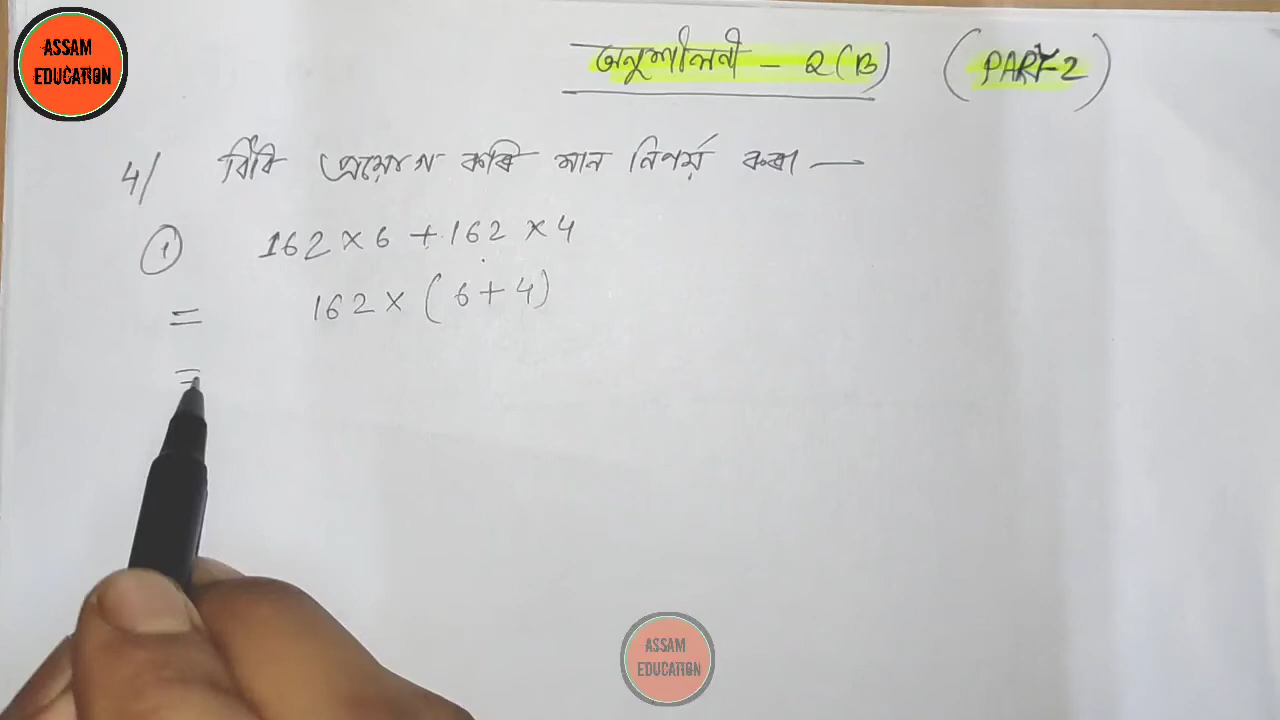 ASSAM
EDUCATION
অনুশীলনী - 2(B) (PART-2)
4/ বিধি প্ৰয়োগ কৰি মান নিৰ্ণয় কৰা —
① 162 × 6 + 162 × 4
= 162 × (6 + 4)
=
ASSAM
EDUCATION